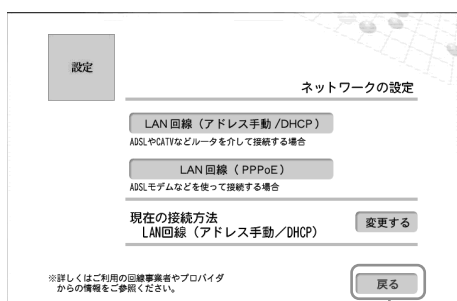 設定
ネットワークの設定
LAN 回線（アドレス手動 /DHCP）
ADSLやCATVなどルータを介して接続する場合
LAN 回線（ PPPoE）
ADSLモデムなどを使って接続する場合
現在の接続方法
LAN回線（アドレス手動／DHCP）
変更する
※詳しくはご利用の回線事業者やプロバイダ
からの情報をご参照ください。
戻る